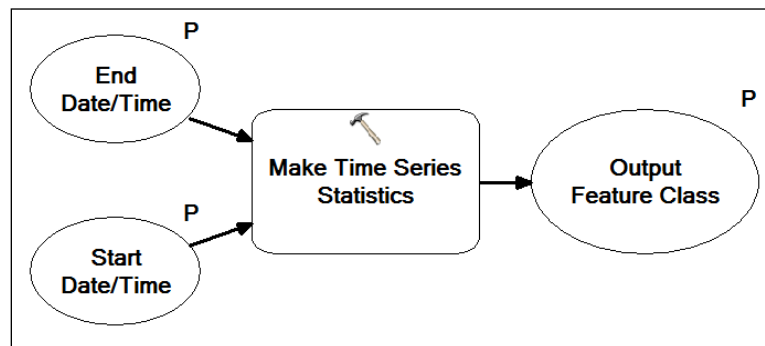 P
End
Date/Time
P
Start
Date/Time
Make Time Series
Statistics
P
Output
Feature Class